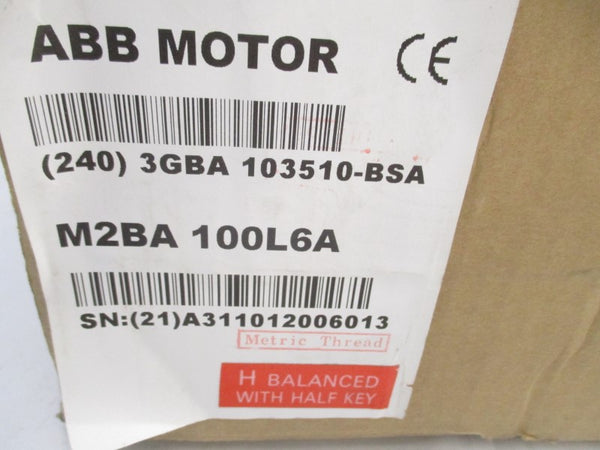 ABB MOTOR CE
(240) 3GBA 103510-BSA
M2BA 100L6A
SN:(21)A311012006013
Metric Thread
H BALANCED
WITH HALF KEY